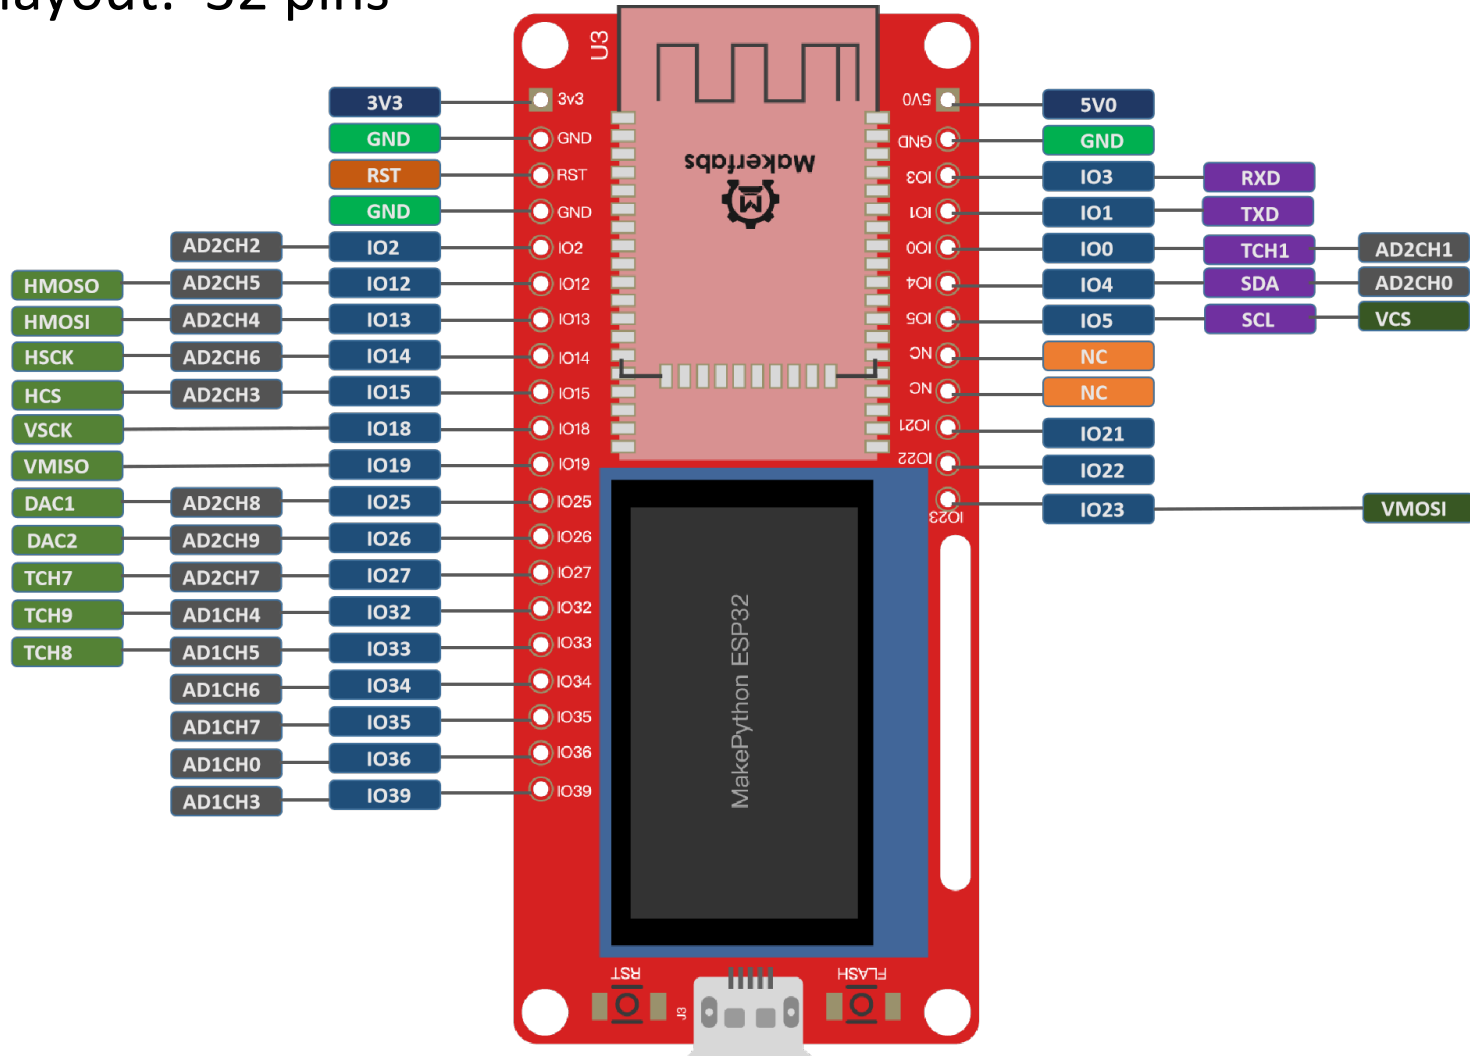 layout: 32 pins
U3
3V3 3v3 5V0 5V0
GND GND GND GND
RST RST IO3 IO3 RXD
GND GND IO1 IO1 TXD
AD2CH2 IO2 IO2 IO0 IO0 TCH1 AD2CH1
HMOSO AD2CH5 IO12 IO12 IO4 IO4 SDA AD2CH0
HMOSI AD2CH4 IO13 IO13 IO5 IO5 SCL VCS
HSCK AD2CH6 IO14 IO14 NC NC
HCS AD2CH3 IO15 IO15 NC NC
VSCK IO18 IO18 IO21 IO21
VMISO IO19 IO19 IO22 IO22
DAC1 AD2CH8 IO25 IO25 IO23 IO23 VMOSI
DAC2 AD2CH9 IO26 IO26
TCH7 AD2CH7 IO27 IO27
TCH9 AD1CH4 IO32 IO32
TCH8 AD1CH5 IO33 IO33
AD1CH6 IO34 IO34
AD1CH7 IO35 IO35
AD1CH0 IO36 IO36
AD1CH3 IO39 IO39
Makerfabs
M
MakePython ESP32
RST
FLASH
J3